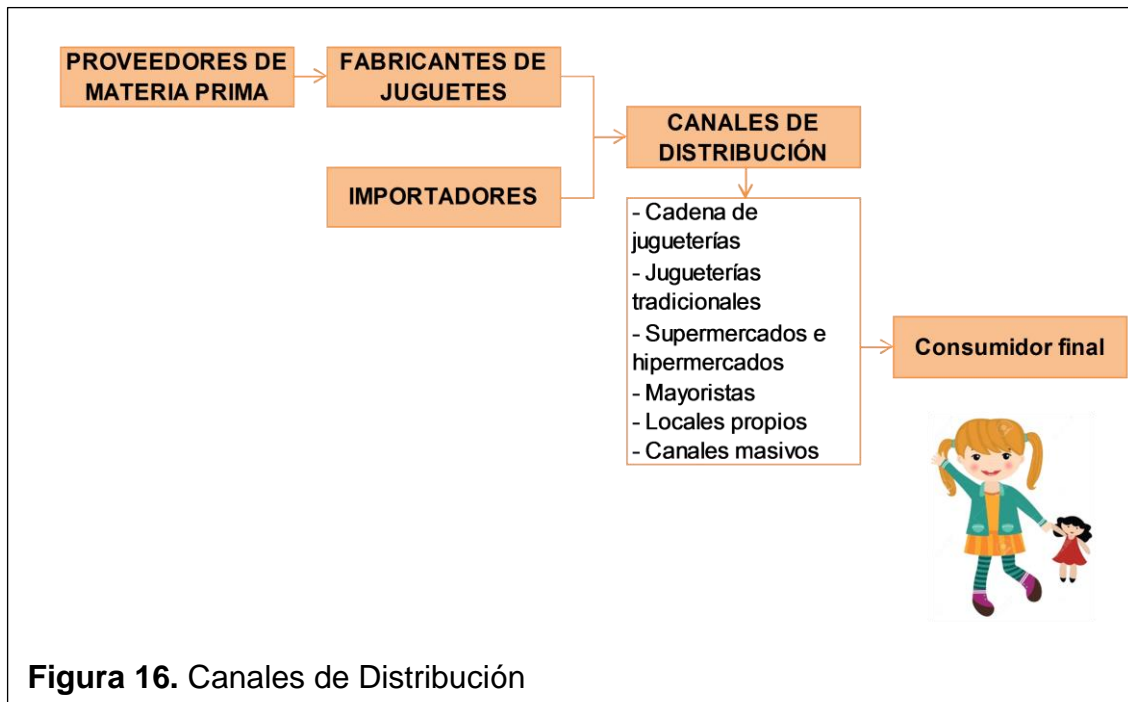 PROVEEDORES DE
MATERIA PRIMA
FABRICANTES DE
JUGUETES
IMPORTADORES
CANALES DE
DISTRIBUCIÓN
- Cadena de
jugueterías
- Jugueterías
tradicionales
- Supermercados e
hipermercados
- Mayoristas
- Locales propios
- Canales masivos
Consumidor final
Figura 16. Canales de Distribución